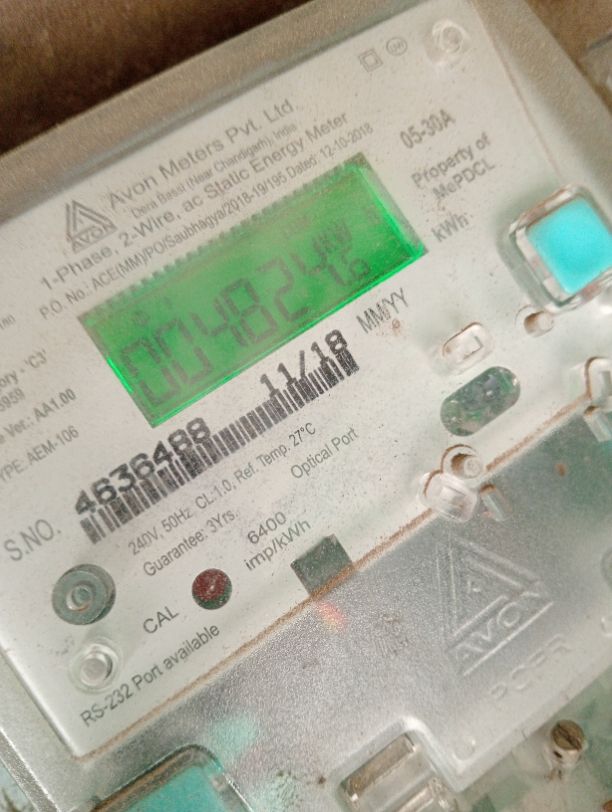 UHI
AVON
Avon Meters Pvt. Ltd
Dera Bassi (Near Chandigarh), India
1-Phase, 2-Wire, ac Static Energy Meter
P.O. No.: ACE(MM)/PO/Saubhagya/2018-19/195 Dated: 12-10-2018
05-30A
Property of
MePDCL
004824
kWh
ory - 'C3'
5959
e Ver.: AA1.00
YPE: AEM-106
11/18 MM/YY
S.NO. 4636488
240V, 50Hz, CL:1.0, Ref. Temp. 27°C
Guarantee: 3Yrs.
Optical Port
6400
imp/kWh
CAL
RS-232 Port available
AVON